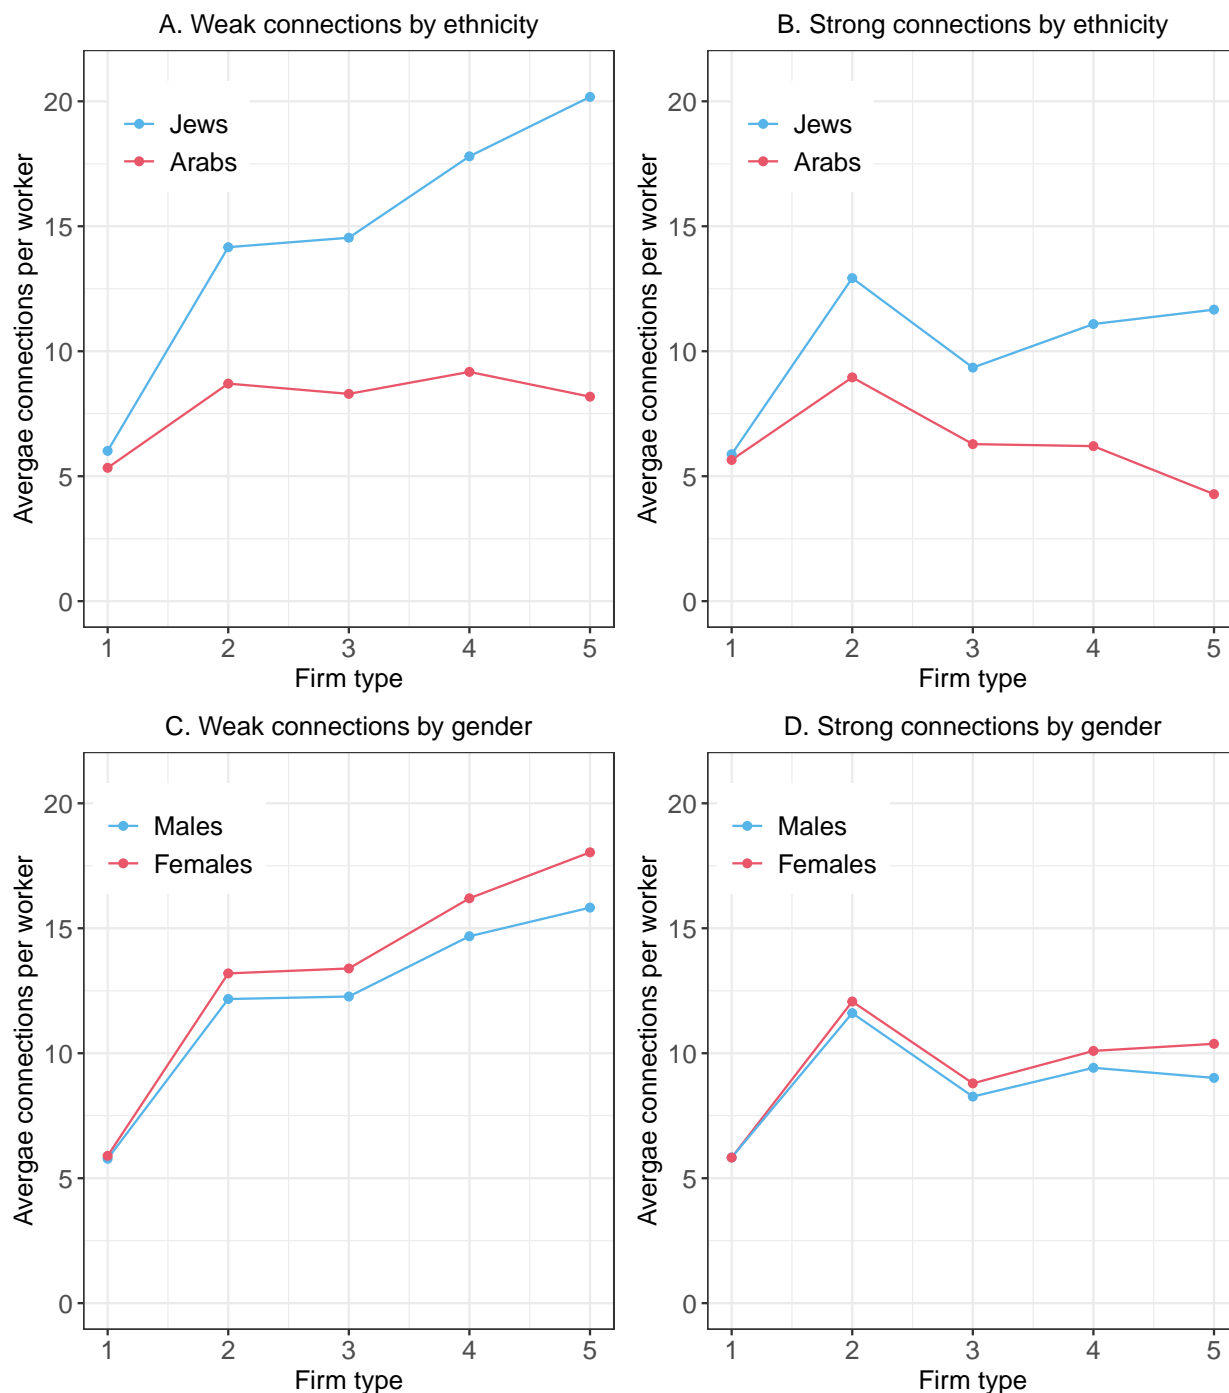 A. Weak connections by ethnicity
Avergae connections per worker
20
15
10
5
0
Jews
Arabs
1 2 3 4 5
Firm type
B. Strong connections by ethnicity
Avergae connections per worker
20
15
10
5
0
Jews
Arabs
1 2 3 4 5
Firm type
C. Weak connections by gender
Avergae connections per worker
20
15
10
5
0
Males
Females
1 2 3 4 5
Firm type
D. Strong connections by gender
Avergae connections per worker
20
15
10
5
0
Males
Females
1 2 3 4 5
Firm type